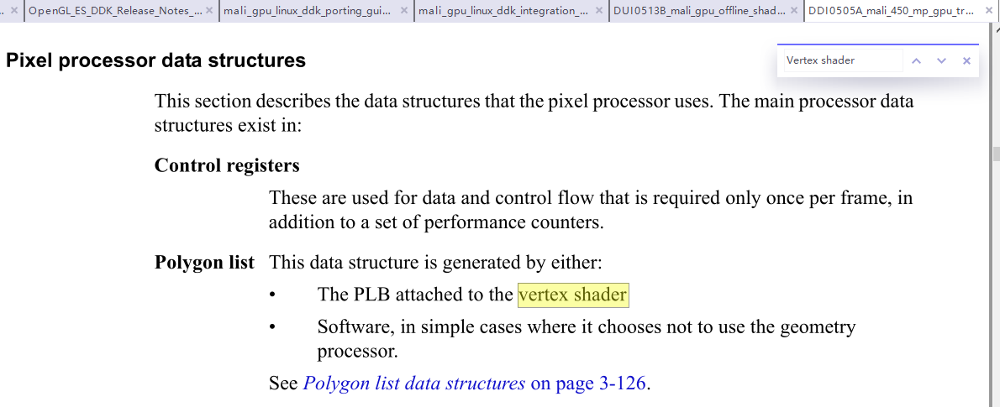 OpenGL_ES_DDK_Release_Notes_... mali_gpu_linux_ddk_porting_gui... mali_gpu_linux_ddk_integration_... DUI0513B_mali_gpu_offline_shad... DDI0505A_mali_450_mp_gpu_tr...
Vertex shader
Pixel processor data structures
This section describes the data structures that the pixel processor uses. The main processor data
structures exist in:
Control registers
These are used for data and control flow that is required only once per frame, in
addition to a set of performance counters.
Polygon list This data structure is generated by either:
• The PLB attached to the vertex shader
• Software, in simple cases where it chooses not to use the geometry
processor.
See Polygon list data structures on page 3-126.